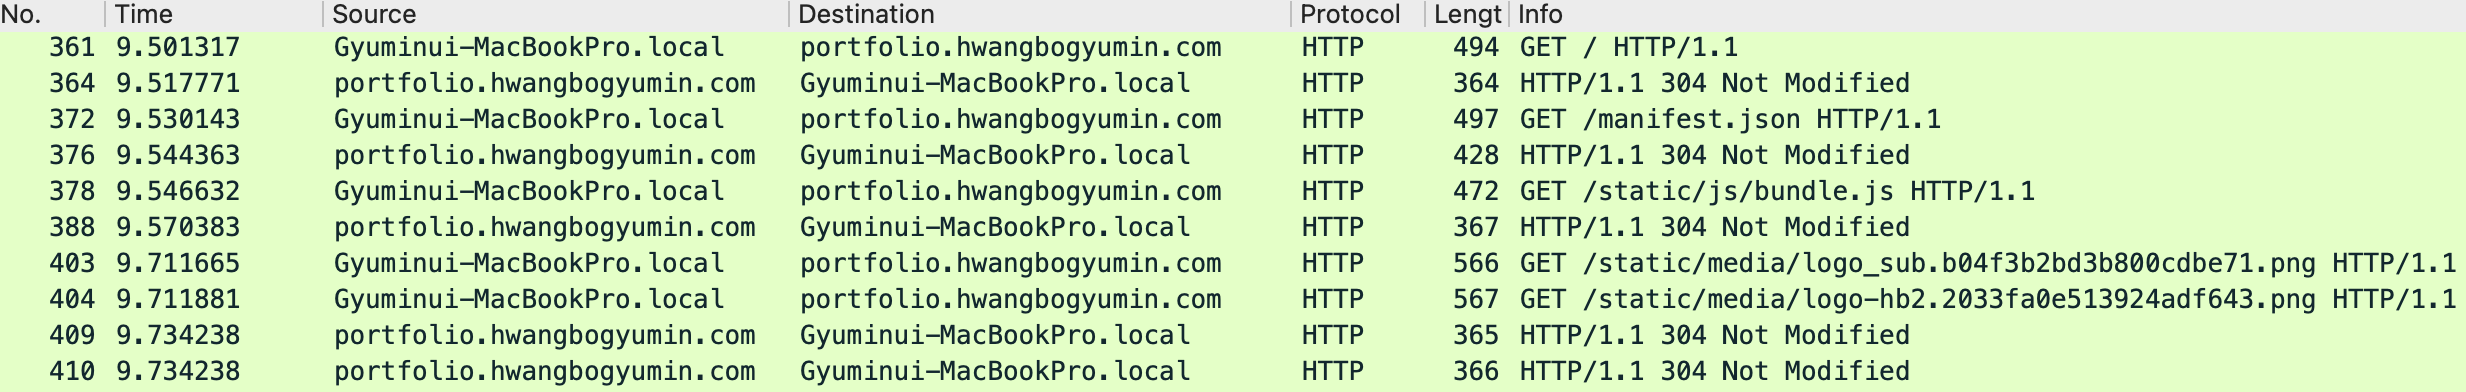 No. Time Source Destination Protocol Lengt Info
361 9.501317 Gyuminui-MacBookPro.local portfolio.hwangbogyumin.com HTTP 494 GET / HTTP/1.1
364 9.517771 portfolio.hwangbogyumin.com Gyuminui-MacBookPro.local HTTP 364 HTTP/1.1 304 Not Modified
372 9.530143 Gyuminui-MacBookPro.local portfolio.hwangbogyumin.com HTTP 497 GET /manifest.json HTTP/1.1
376 9.544363 portfolio.hwangbogyumin.com Gyuminui-MacBookPro.local HTTP 428 HTTP/1.1 304 Not Modified
378 9.546632 Gyuminui-MacBookPro.local portfolio.hwangbogyumin.com HTTP 472 GET /static/js/bundle.js HTTP/1.1
388 9.570383 portfolio.hwangbogyumin.com Gyuminui-MacBookPro.local HTTP 367 HTTP/1.1 304 Not Modified
403 9.711665 Gyuminui-MacBookPro.local portfolio.hwangbogyumin.com HTTP 566 GET /static/media/logo_sub.b04f3b2bd3b800cdbe71.png HTTP/1.1
404 9.711881 Gyuminui-MacBookPro.local portfolio.hwangbogyumin.com HTTP 567 GET /static/media/logo-hb2.2033fa0e513924adf643.png HTTP/1.1
409 9.734238 portfolio.hwangbogyumin.com Gyuminui-MacBookPro.local HTTP 365 HTTP/1.1 304 Not Modified
410 9.734238 portfolio.hwangbogyumin.com Gyuminui-MacBookPro.local HTTP 366 HTTP/1.1 304 Not Modified